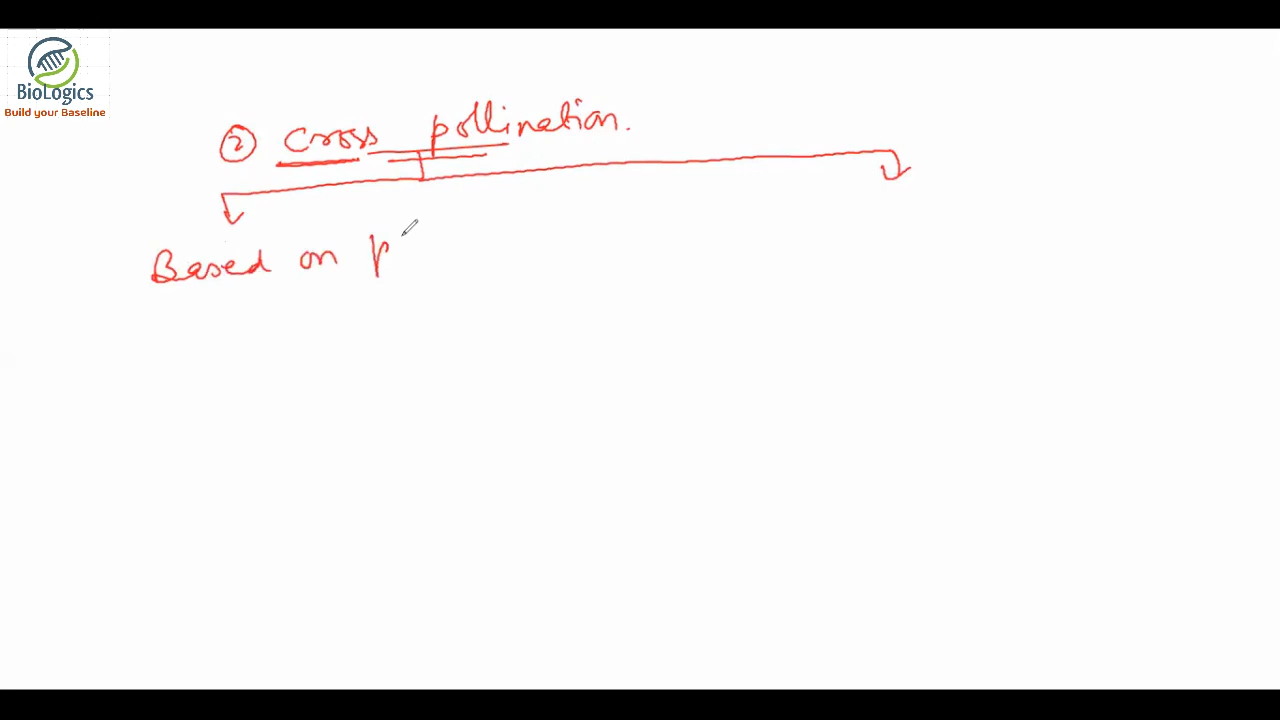 BioLogics
Build your Baseline
② Cross pollination.
Based on p